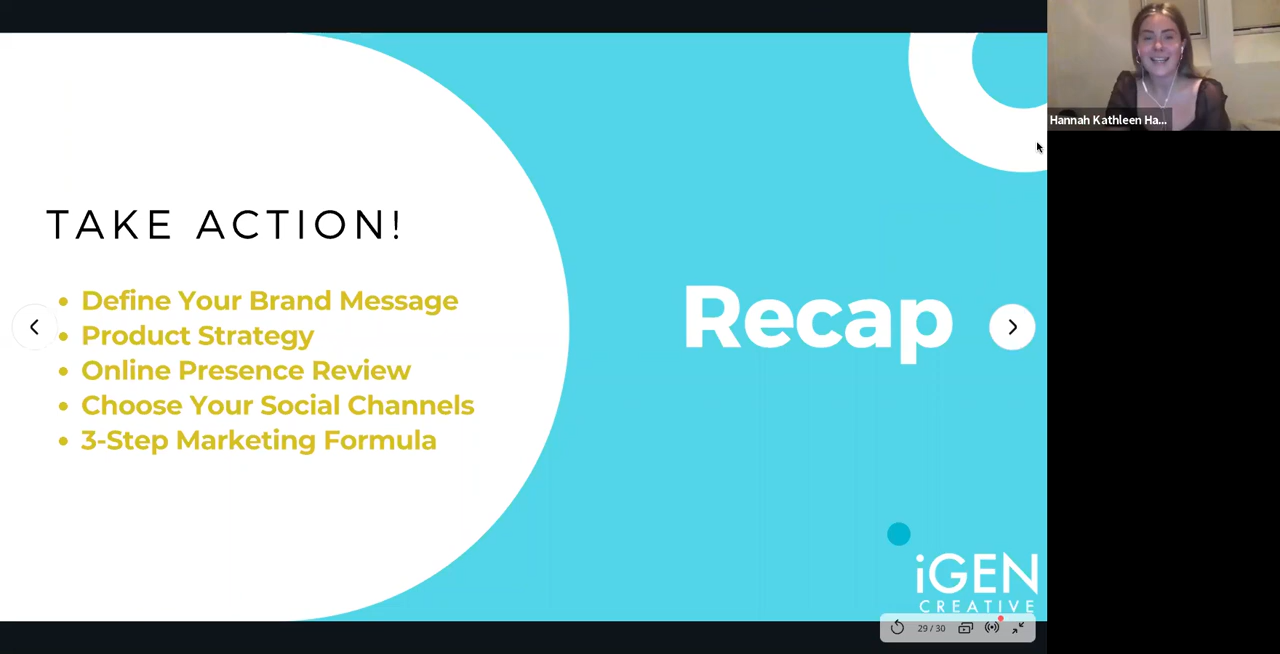 TAKE ACTION!
• Define Your Brand Message
• Product Strategy
• Online Presence Review
• Choose Your Social Channels
• 3-Step Marketing Formula
Recap
iGEN
CREATIVE
29 / 30
Hannah Kathleen Ha...